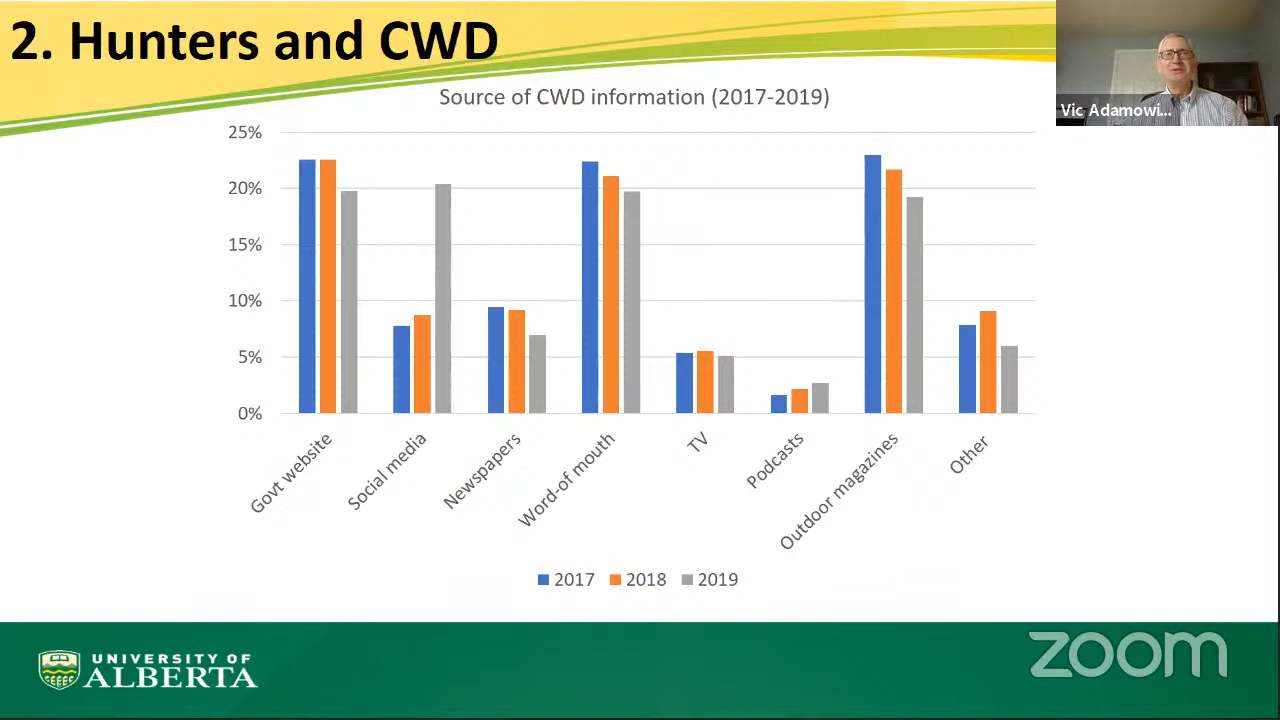 2. Hunters and CWD
Vic Adamowi...
Source of CWD information (2017-2019)
25%
20%
15%
10%
5%
0%
Govt website
Social media
Newspapers
Word-of mouth
TV
Podcasts
Outdoor magazines
Other
2017 2018 2019
UNIVERSITY OF
ALBERTA
zoom